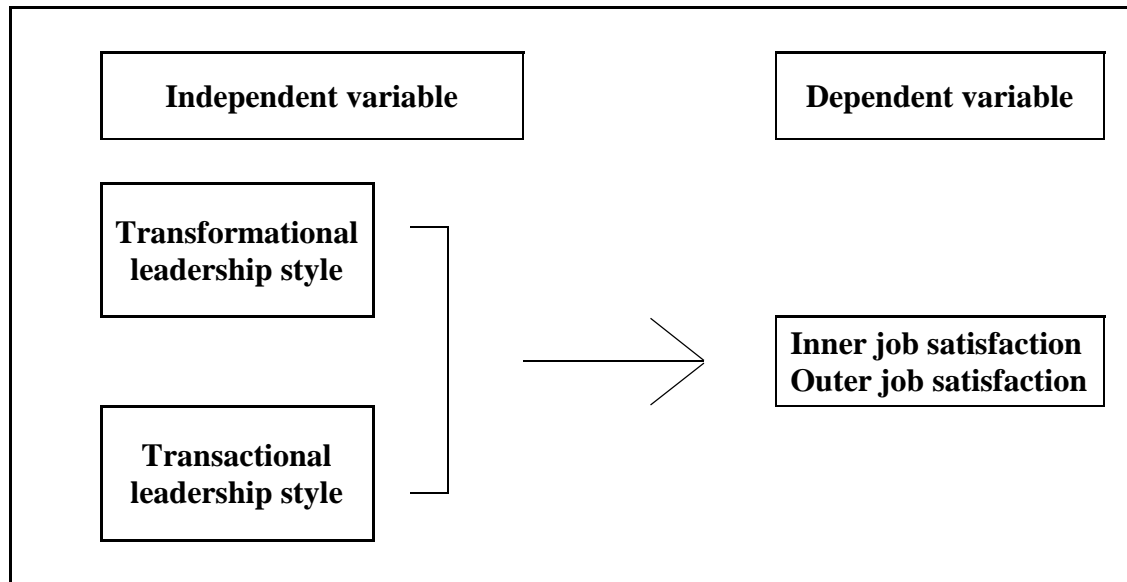 Independent variable
Dependent variable
Transformational
leadership style
Inner job satisfaction
Outer job satisfaction
Transactional
leadership style